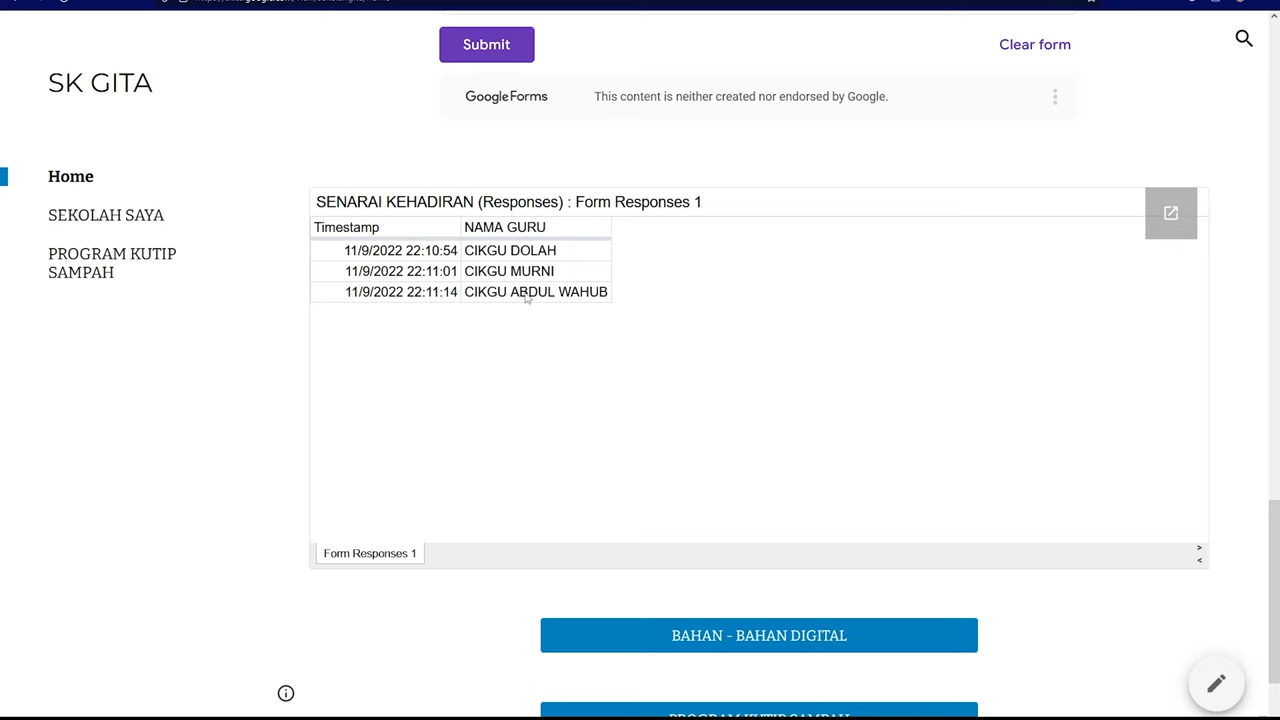 Submit
Clear form
SK GITA
Google Forms
This content is neither created nor endorsed by Google.
Home
SEKOLAH SAYA
PROGRAM KUTIP
SAMPAH
SENARAI KEHADIRAN (Responses) : Form Responses 1
Timestamp NAMA GURU
11/9/2022 22:10:54 CIKGU DOLAH
11/9/2022 22:11:01 CIKGU MURNI
11/9/2022 22:11:14 CIKGU ABDUL WAHUB
Form Responses 1
BAHAN - BAHAN DIGITAL
PROGRAM KUTIP SAMPAH